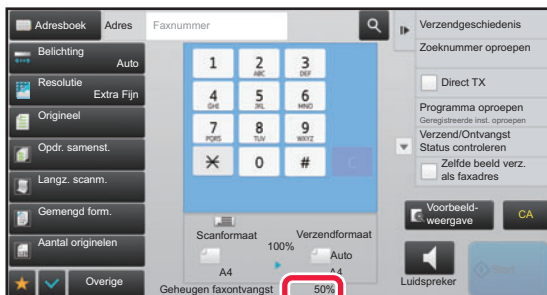 Adresboek
Adres
Faxnummer
Verzendgeschiedenis
Belichting
Auto
Zoeknummer oproepen
Resolutie
Extra Fijn
Direct TX
Origineel
Programma oproepen
Geregistreerde inst. oproepen
Opdr. samenst.
Verzend/Ontvangst
Status controleren
Langz. scanm.
Zelfde beeld verz.
als faxadres
Gemengd form.
Aantal originelen
Overige
1
2
ABC
3
DEF
4
GHI
5
JKL
6
MNO
7
PQRS
8
TUV
9
WXYZ
0
#
C
Scanformaat
A4
100%
Verzendformaat
Auto
A4
Geheugen faxontvangst
50%
Voorbeeld-
weergave
CA
Luidspreker
Start